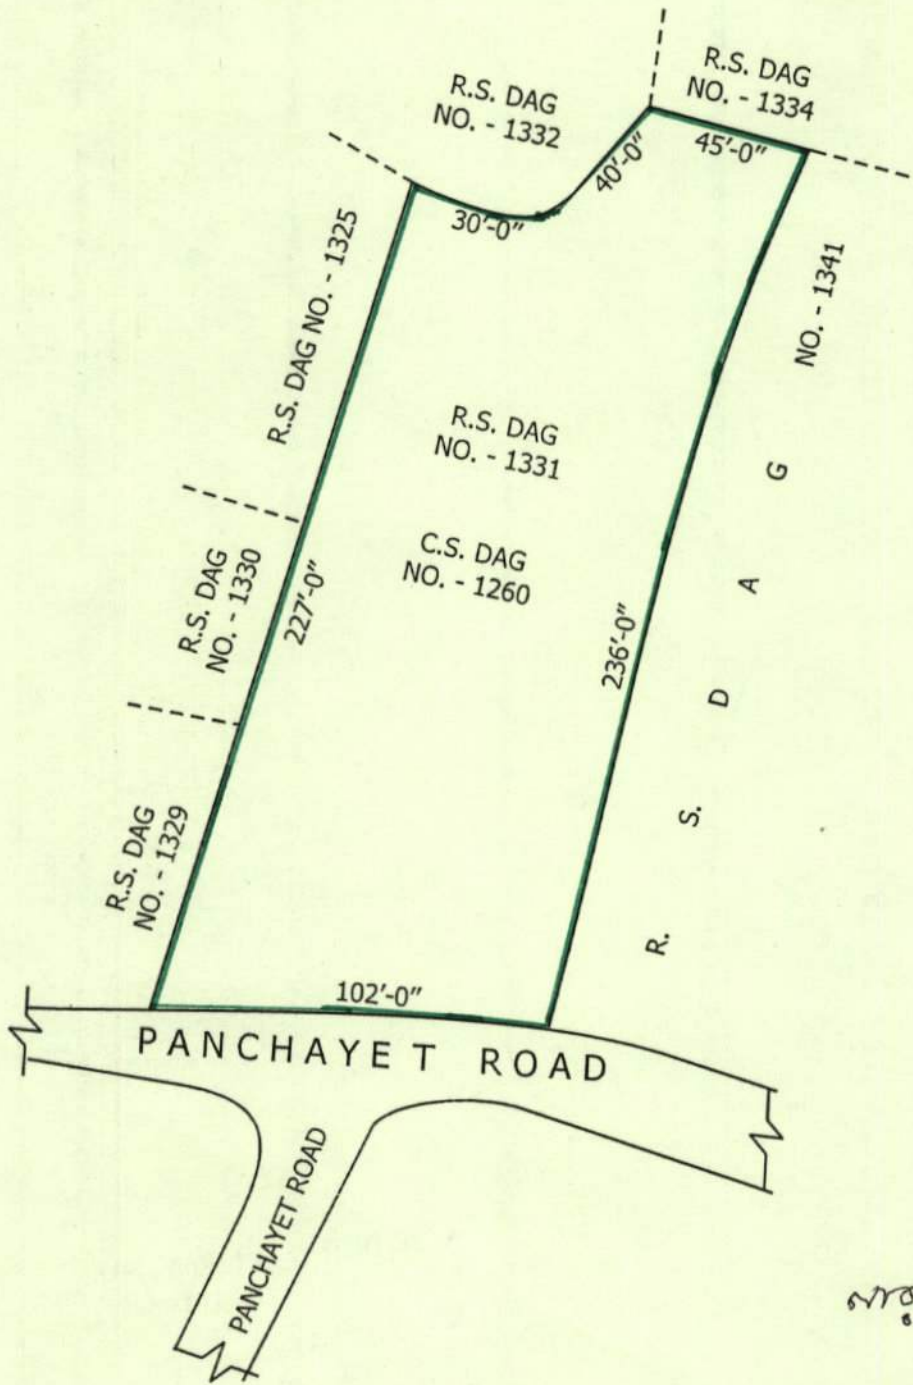 R.S. DAG
NO. - 1334
R.S. DAG
NO. - 1332
45'-0"
40'-0"
30'-0"
R.S. DAG NO. - 1325
R.S. DAG
NO. - 1331
C.S. DAG
NO. - 1260
R.S. DAG
NO. - 1330
227'-0"
236'-0"
R. S. D A G NO. - 1341
R.S. DAG
NO. - 1329
102'-0"
PANCHAYET ROAD
PANCHAYET ROAD